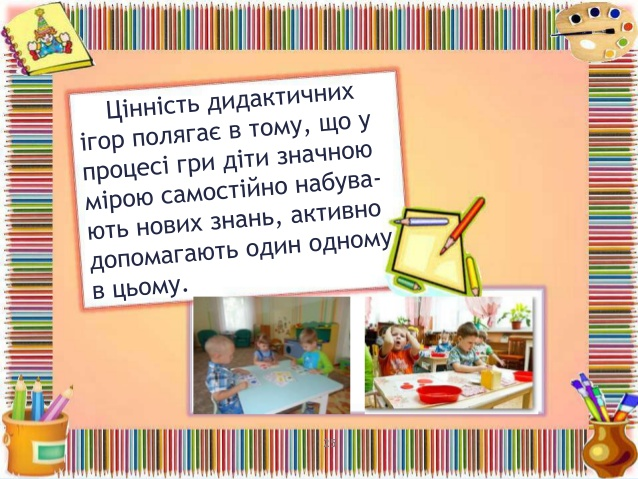 Цінність дидактичних
ігор полягає в тому, що у
процесі гри діти значною
мірою самостійно набува-
ють нових знань, активно
допомагають один одному
в цьому.